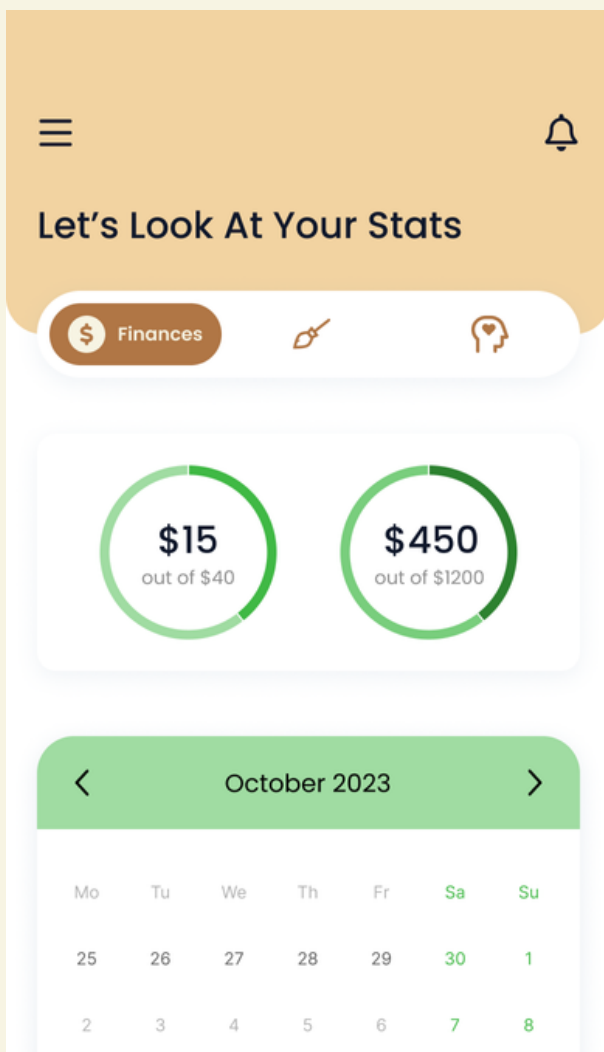 Let's Look At Your Stats
$ Finances
$15 $450
out of $40 out of $1200
October 2023
Mo Tu We Th Fr Sa Su
25 26 27 28 29 30 1
2 3 4 5 6 7 8